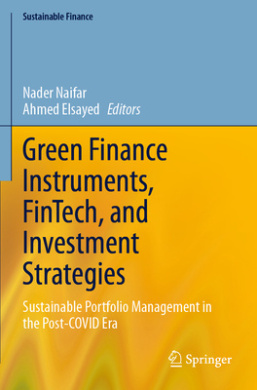 Sustainable Finance
Nader Naifar
Ahmed Elsayed Editors
Green Finance
Instruments,
FinTech, and
Investment
Strategies
Sustainable Portfolio Management in
the Post-COVID Era
Springer